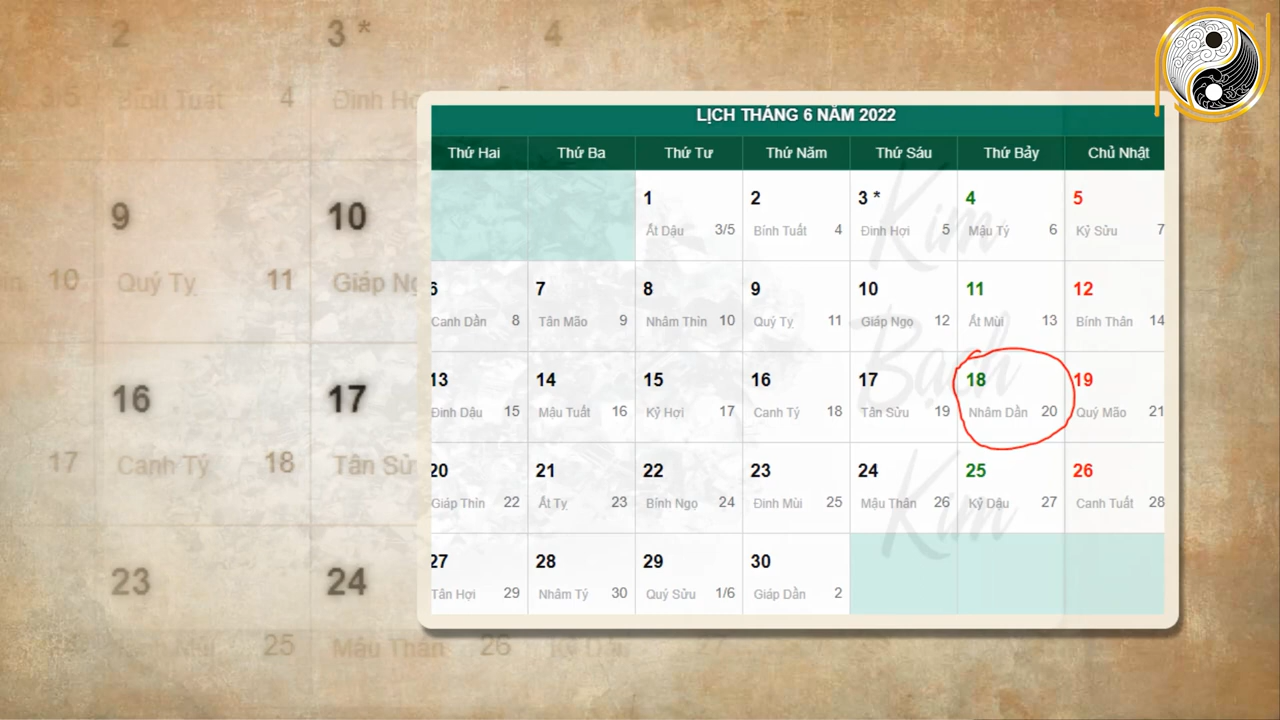 LỊCH THÁNG 6 NĂM 2022
Thứ Hai Thứ Ba Thứ Tư Thứ Năm Thứ Sáu Thứ Bảy Chủ Nhật
1 2 3 * 4 5
Ất Dậu 3/5 Bính Tuất 4 Đinh Hợi 5 Mậu Tý 6 Kỷ Sửu 7
6 7 8 9 10 11 12
Canh Dần 8 Tân Mão 9 Nhâm Thìn 10 Quý Tỵ 11 Giáp Ngọ 12 Ất Mùi 13 Bính Thân 14
13 14 15 16 17 18 19
Đinh Dậu 15 Mậu Tuất 16 Kỷ Hợi 17 Canh Tý 18 Tân Sửu 19 Nhâm Dần 20 Quý Mão 21
20 21 22 23 24 25 26
Giáp Thìn 22 Ất Tỵ 23 Bính Ngọ 24 Đinh Mùi 25 Mậu Thân 26 Kỷ Dậu 27 Canh Tuất 28
27 28 29 30
Tân Hợi 29 Nhâm Tý 30 Quý Sửu 1/6 Giáp Dần 2
Kim
Bạch
Kim
2 3 * 4
3/5 Bính Tuất 4 Đinh
9 10
10 Quý Tỵ 11 Giáp
16 17
17 Canh Tý 18 Tân
23 24
25 Mậu Thân 26 27